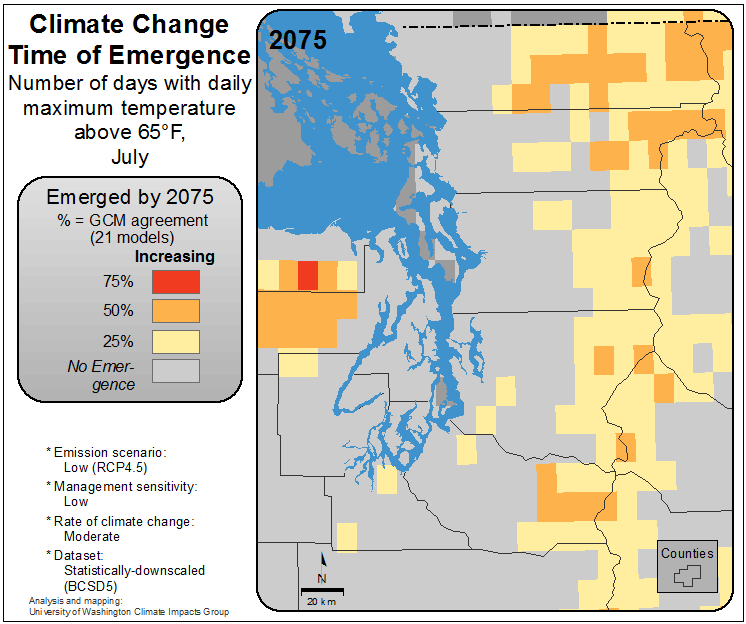 Climate Change
Time of Emergence
Number of days with daily
maximum temperature
above 65°F,
July
Emerged by 2075
% = GCM agreement
(21 models)
Increasing
75%
50%
25%
No Emer-
gence
* Emission scenario:
Low (RCP4.5)
* Management sensitivity:
Low
* Rate of climate change:
Moderate
* Dataset:
Statistically-downscaled
(BCSD5)
Analysis and mapping:
University of Washington Climate Impacts Group
2075
N
20 km
Counties